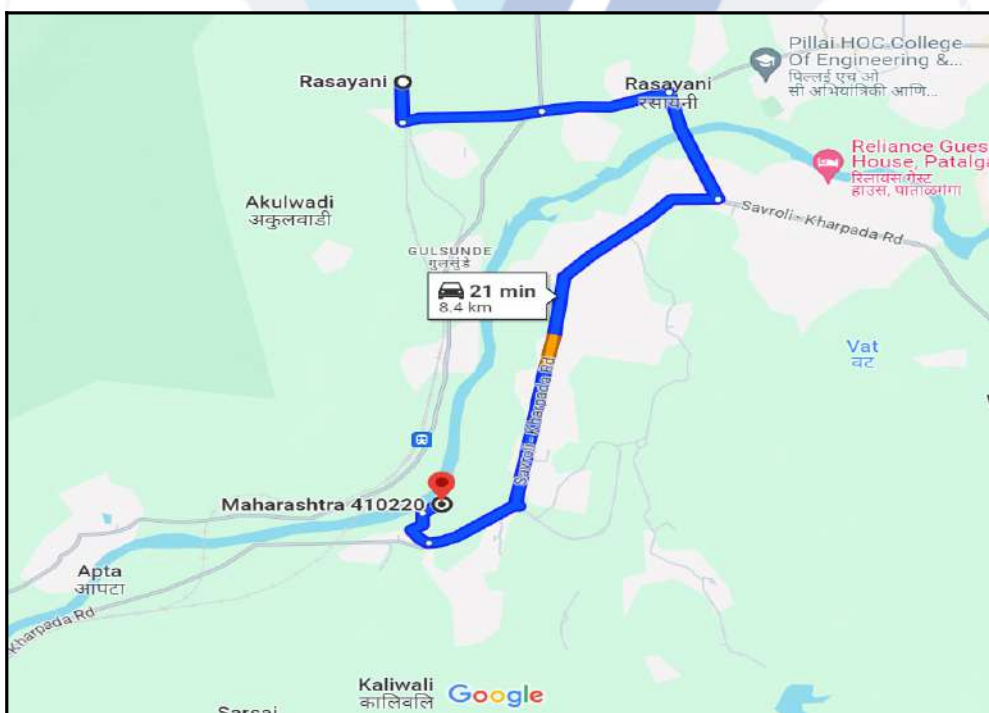 Pillai HOC College
Of Engineering &...
पिल्लई एच ओ
सी अभियांत्रिकी आणि...
Rasayani
Rasayani
रसायनी
Reliance Gues
House, Patalga
रिलायंस गेस्ट
हाउस, पाताळगंगा
Akulwadi
अकुलवाडी
Savroli - Kharpada Rd
GULSUNDE
गुलसुंडे
21 min
8.4 km
Vat
वट
Savroli - Kharpada Rd
Maharashtra 410220
Apta
आपटा
Kharpada Rd
Kaliwali
कालिवलि
Google
Sarsai